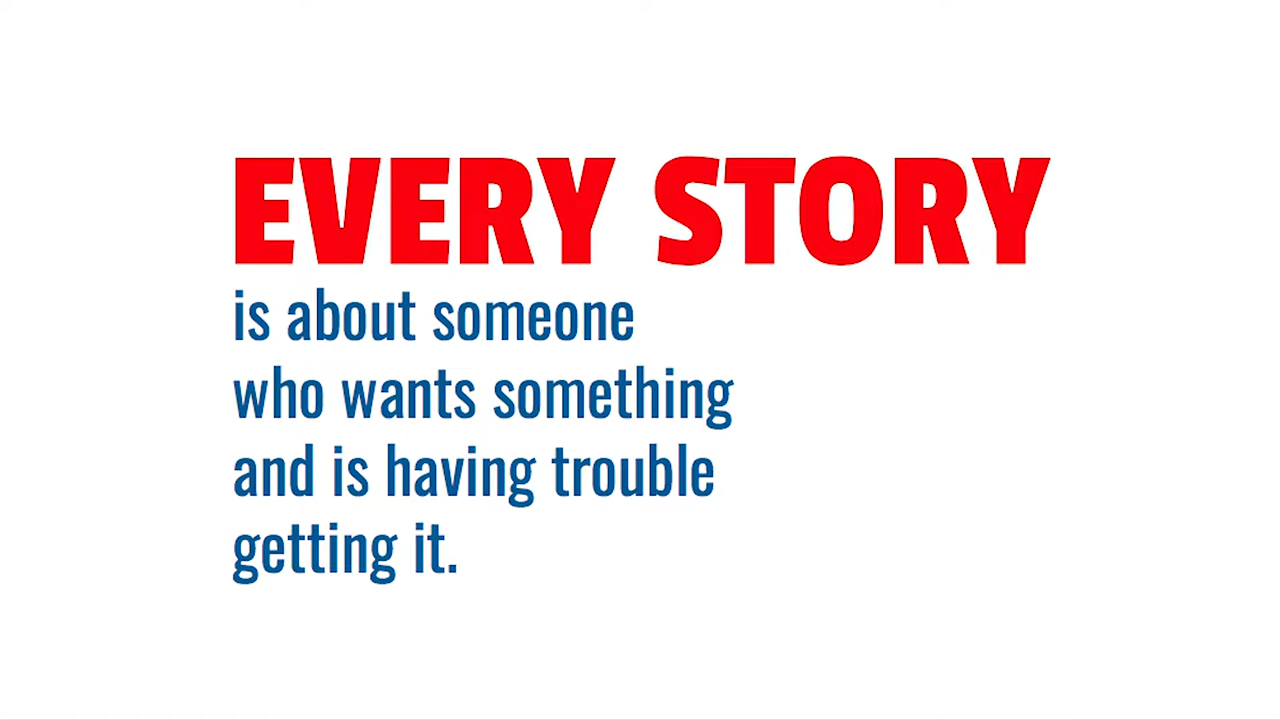 EVERY STORY
is about someone
who wants something
and is having trouble
getting it.